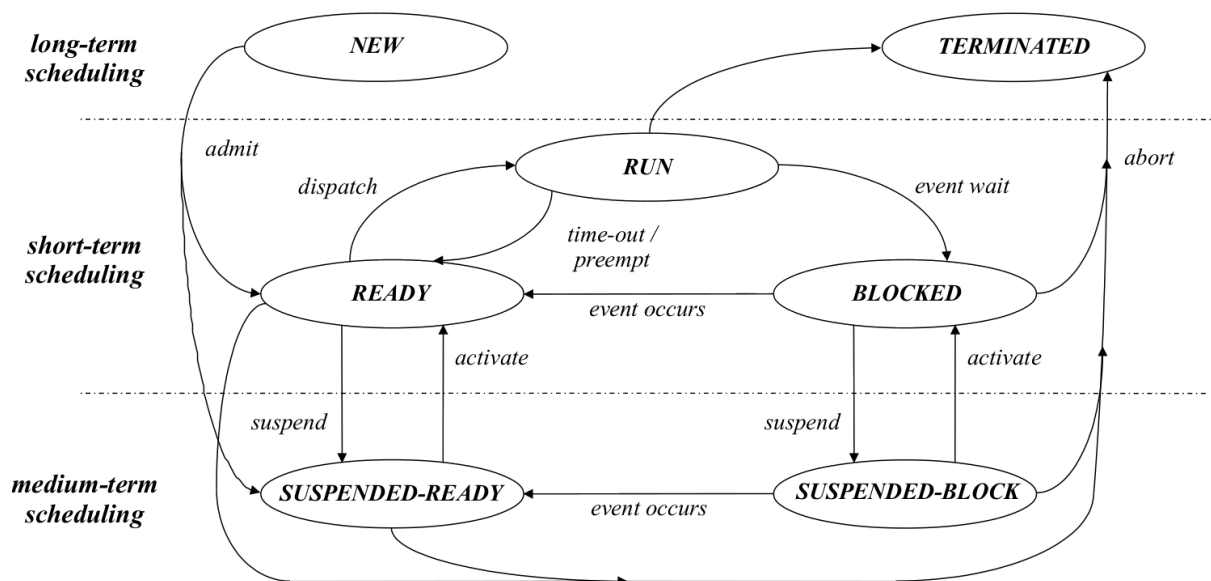 long-term
scheduling
NEW
TERMINATED
admit
dispatch
RUN
event wait
abort
short-term
scheduling
time-out /
preempt
READY
event occurs
BLOCKED
activate
activate
suspend
suspend
medium-term
scheduling
SUSPENDED-READY
event occurs
SUSPENDED-BLOCK